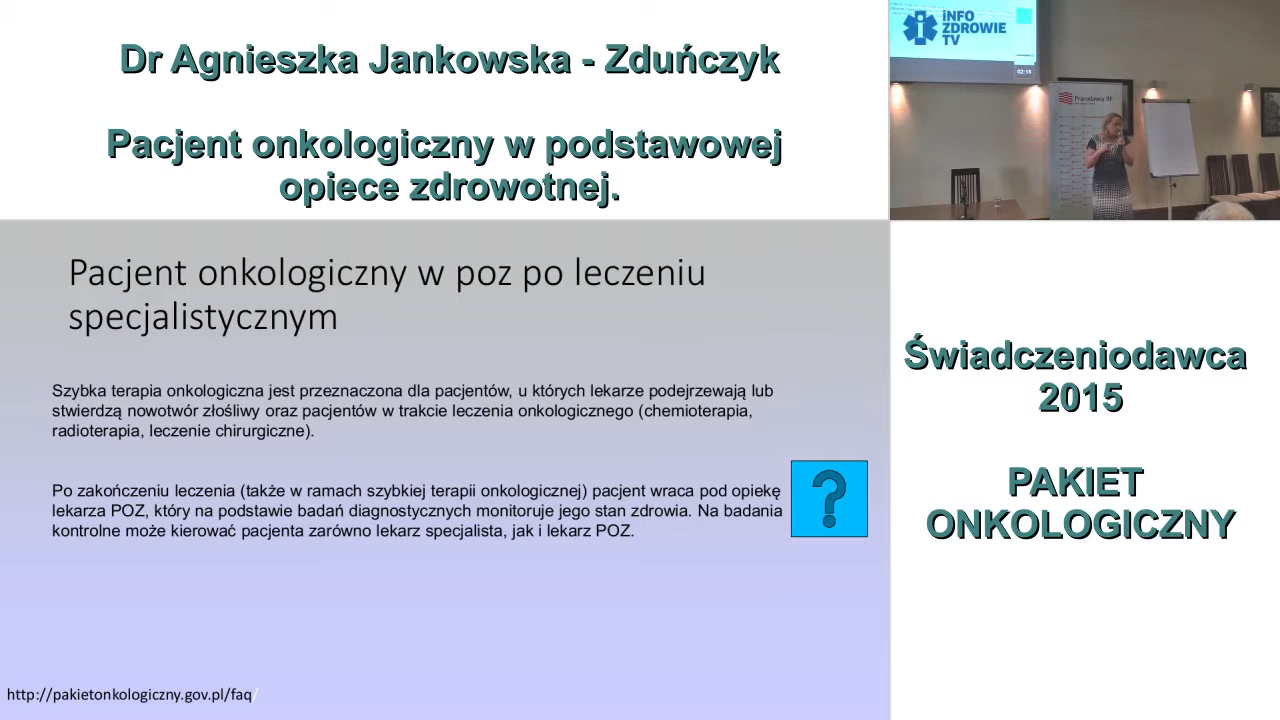 Dr Agnieszka Jankowska - Zduńczyk
Pacjent onkologiczny w podstawowej
opiece zdrowotnej.
iNFO
ZDROWIE
TV
02:15
Pracodawcy RP
Pacjent onkologiczny w poz po leczeniu
specjalistycznym
Szybka terapia onkologiczna jest przeznaczona dla pacjentów, u których lekarze podejrzewają lub
stwierdzą nowotwór złośliwy oraz pacjentów w trakcie leczenia onkologicznego (chemioterapia,
radioterapia, leczenie chirurgiczne).
Po zakończeniu leczenia (także w ramach szybkiej terapii onkologicznej) pacjent wraca pod opiekę
lekarza POZ, który na podstawie badań diagnostycznych monitoruje jego stan zdrowia. Na badania
kontrolne może kierować pacjenta zarówno lekarz specjalista, jak i lekarz POZ.
?
http://pakietonkologiczny.gov.pl/faq/
Świadczeniodawca
2015
PAKIET
ONKOLOGICZNY